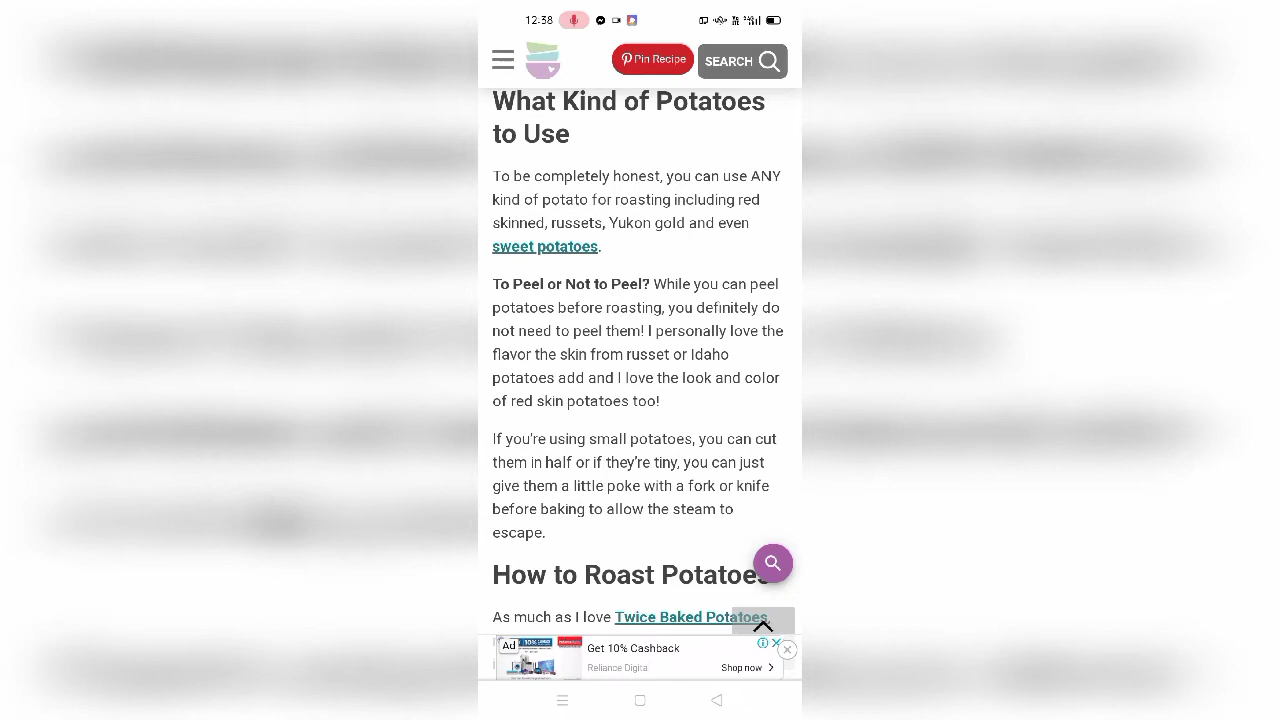 12.38
Pin Recipe
SEARCH
What Kind of Potatoes
to Use
To be completely honest, you can use ANY
kind of potato for roasting including red
skinned, russets, Yukon gold and even
sweet potatoes.
To Peel or Not to Peel? While you can peel
potatoes before roasting, you definitely do
not need to peel them! I personally love the
flavor the skin from russet or Idaho
potatoes add and I love the look and color
of red skin potatoes too!
If you're using small potatoes, you can cut
them in half or if they're tiny, you can just
give them a little poke with a fork or knife
before baking to allow the steam to
escape.
How to Roast Potatoes
As much as I love Twice Baked Potatoes,
Ad
Get 10% Cashback
Reliance Digita
Shop now